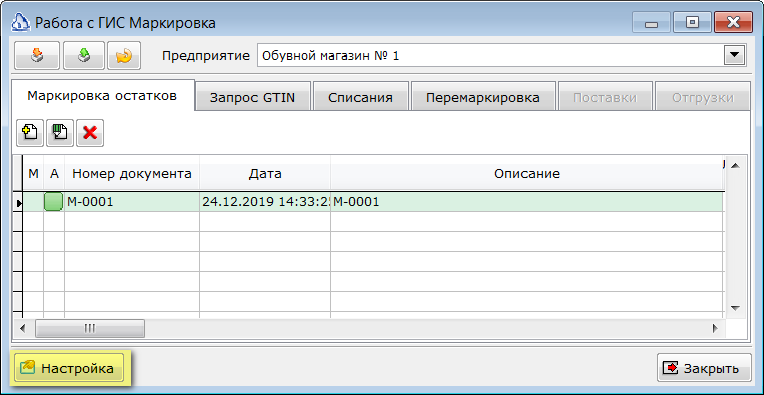 Работа с ГИС Маркировка
Предприятие Обувной магазин № 1
Маркировка остатков Запрос GTIN Списания Перемаркировка Поставки Отгрузки
М А Номер документа Дата Описание
М-0001 24.12.2019 14:33:25 М-0001
Настройка Закрыть